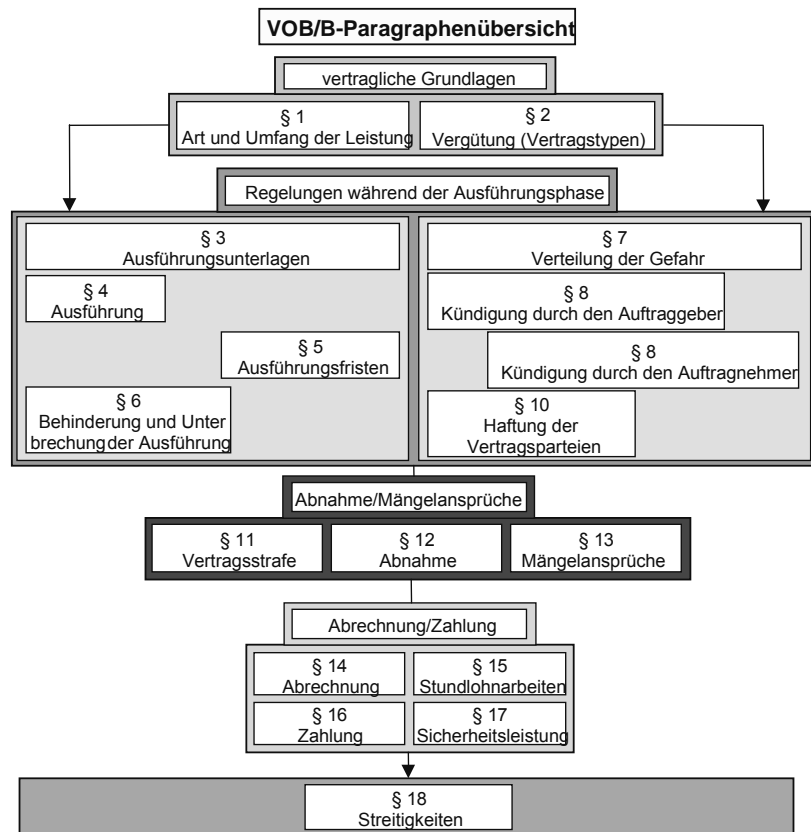 VOB/B-Paragraphenübersicht
vertragliche Grundlagen
§ 1
Art und Umfang der Leistung
§ 2
Vergütung (Vertragstypen)
Regelungen während der Ausführungsphase
§ 3
Ausführungsunterlagen
§ 4
Ausführung
§ 5
Ausführungsfristen
§ 6
Behinderung und Unter
brechung der Ausführung
§ 7
Verteilung der Gefahr
§ 8
Kündigung durch den Auftraggeber
§ 8
Kündigung durch den Auftragnehmer
§ 10
Haftung der
Vertragsparteien
Abnahme/Mängelansprüche
§ 11
Vertragsstrafe
§ 12
Abnahme
§ 13
Mängelansprüche
Abrechnung/Zahlung
§ 14
Abrechnung
§ 15
Stundlohnarbeiten
§ 16
Zahlung
§ 17
Sicherheitsleistung
§ 18
Streitigkeiten